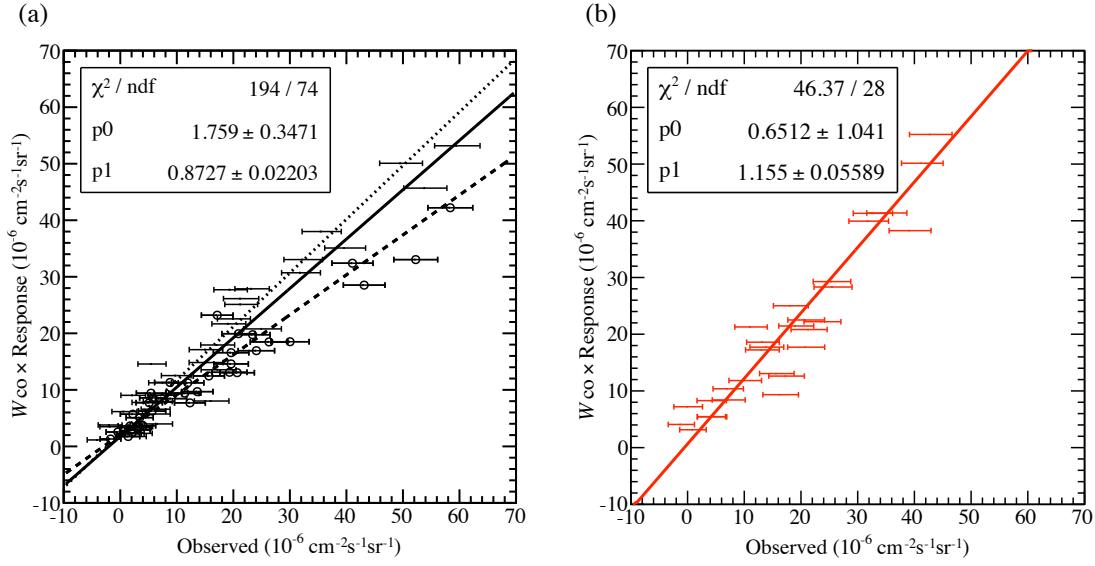 (a)
70
60
50
40
30
20
10
0
-10
-10 0 10 20 30 40 50 60 70
χ² / ndf 194 / 74
p0 1.759 ± 0.3471
p1 0.8727 ± 0.02203
Wco × Response (10⁻⁶ cm⁻²s⁻¹sr⁻¹)
Observed (10⁻⁶ cm⁻²s⁻¹sr⁻¹)
(b)
70
60
50
40
30
20
10
0
-10
-10 0 10 20 30 40 50 60 70
χ² / ndf 46.37 / 28
p0 0.6512 ± 1.041
p1 1.155 ± 0.05589
Wco × Response (10⁻⁶ cm⁻²s⁻¹sr⁻¹)
Observed (10⁻⁶ cm⁻²s⁻¹sr⁻¹)